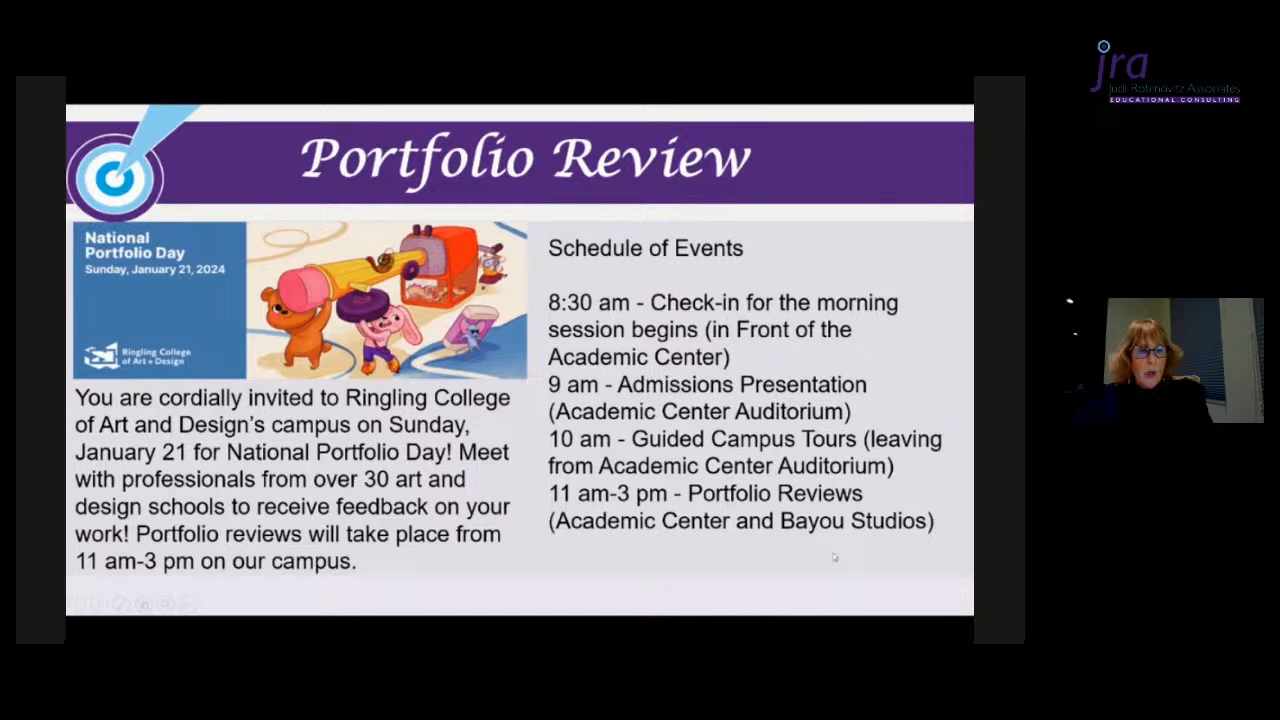 jra
Judi Robinovitz Associates
EDUCATIONAL CONSULTING
Portfolio Review
National
Portfolio Day
Sunday, January 21, 2024
Ringling College
of Art + Design
You are cordially invited to Ringling College
of Art and Design’s campus on Sunday,
January 21 for National Portfolio Day! Meet
with professionals from over 30 art and
design schools to receive feedback on your
work! Portfolio reviews will take place from
11 am-3 pm on our campus.
Schedule of Events
8:30 am - Check-in for the morning
session begins (in Front of the
Academic Center)
9 am - Admissions Presentation
(Academic Center Auditorium)
10 am - Guided Campus Tours (leaving
from Academic Center Auditorium)
11 am-3 pm - Portfolio Reviews
(Academic Center and Bayou Studios)